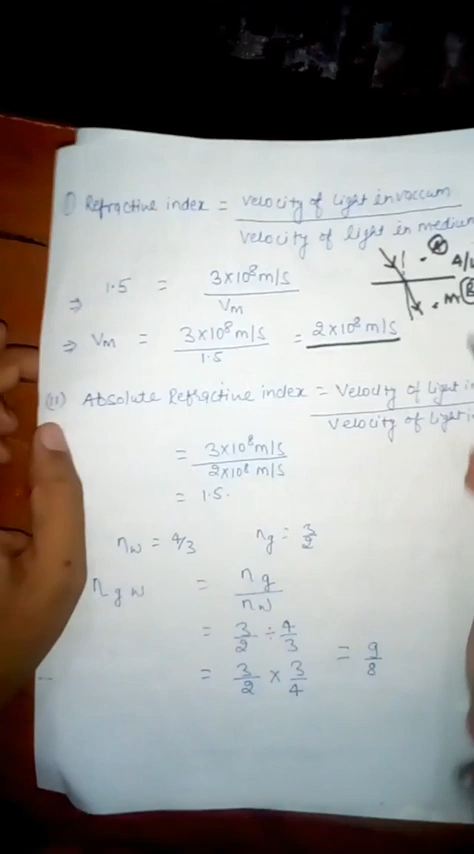 i) Refractive index = velocity of light in vaccum / velocity of light in medium
⇒ 1.5 = 3×10⁸ m/s / Vm
A/
⇒ Vm = 3×10⁸ m/s / 1.5 = 2×10⁸ m/s
M
(ii) Absolute Refractive index = velocity of light / velocity of light
= 3×10⁸ m/s / 2×10⁸ m/s
= 1.5.
nw = 4/3 ng = 3/2
ngw = ng / nw
= 3/2 ÷ 4/3
= 3/2 × 3/4 = 9/8